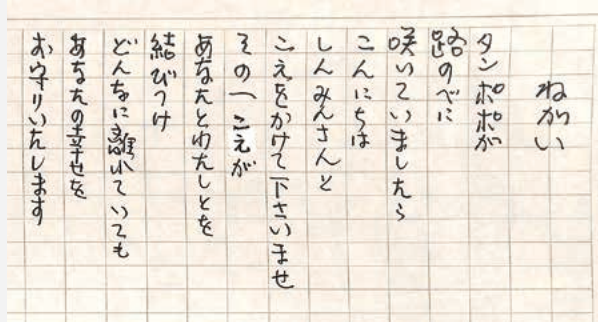 ねがい
タンポポが
路のべに
咲いていましたら
こんにちは
しんみんさんと
こえをかけて下さいませ
その一こえが
あなたとわたしとを
結びつけ
どんなに離れていても
あなたの幸せを
お守りいたします